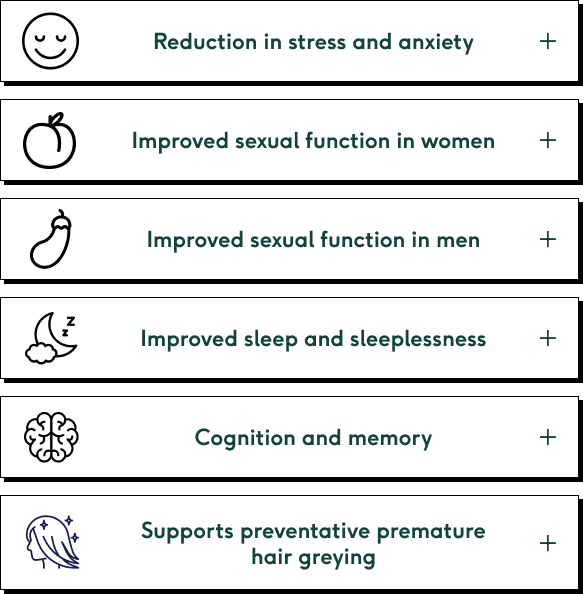 Reduction in stress and anxiety
Improved sexual function in women
Improved sexual function in men
Improved sleep and sleeplessness
Cognition and memory
Supports preventative premature
hair greying